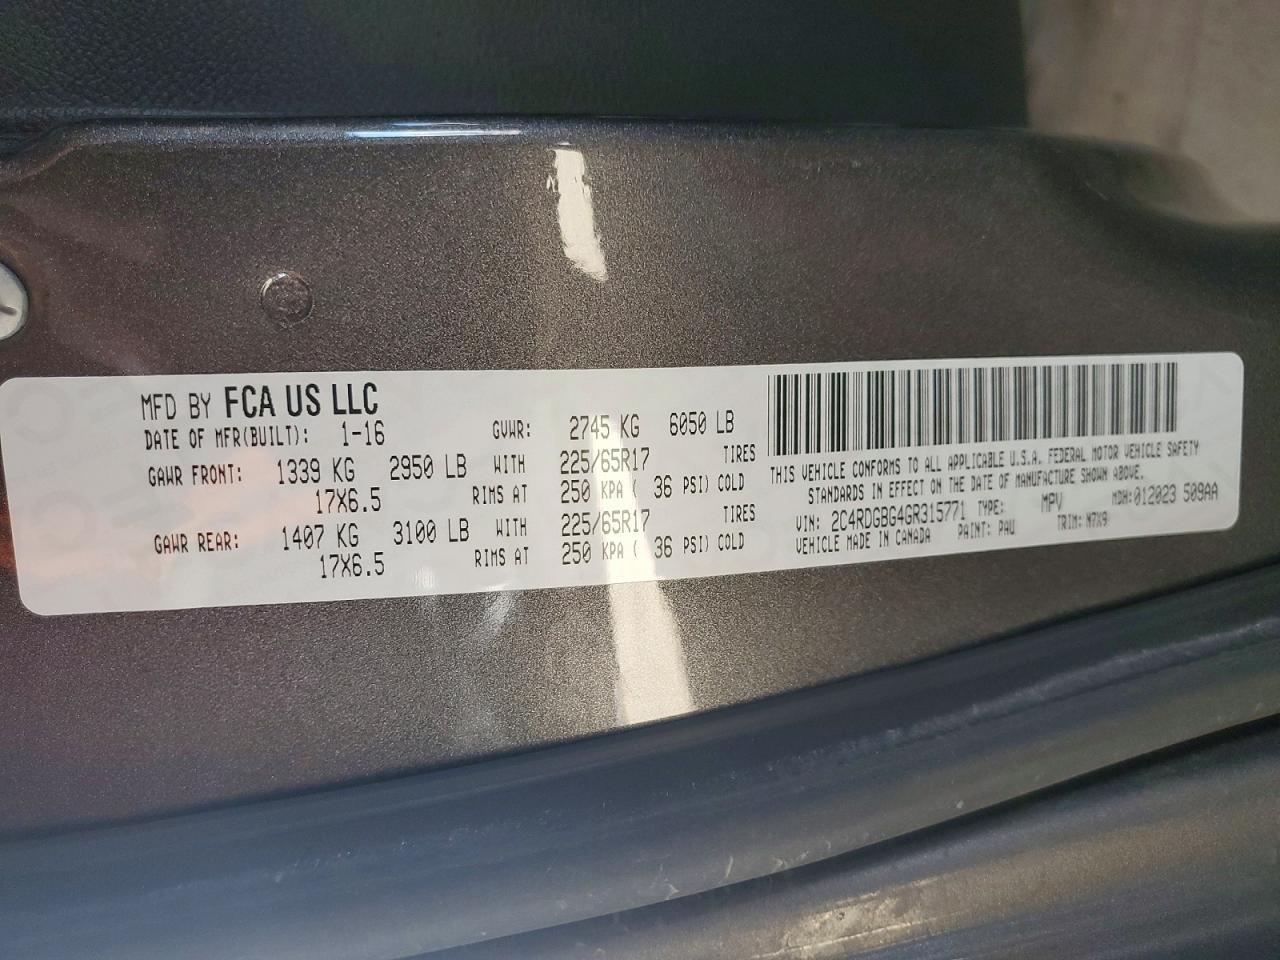 MFD BY FCA US LLC
DATE OF MFR(BUILT): 1-16 GVWR: 2745 KG 6050 LB
GAWR FRONT: 1339 KG 2950 LB WITH 225/65R17 TIRES
17X6.5 RIMS AT 250 KPA ( 36 PSI) COLD
GAWR REAR: 1407 KG 3100 LB WITH 225/65R17 TIRES
17X6.5 RIMS AT 250 KPA ( 36 PSI) COLD
THIS VEHICLE CONFORMS TO ALL APPLICABLE U.S.A. FEDERAL MOTOR VEHICLE SAFETY
STANDARDS IN EFFECT ON THE DATE OF MANUFACTURE SHOWN ABOVE.
VIN: 2C4RDGBG4GR315771 TYPE: MPV MDH:012023 509AA
VEHICLE MADE IN CANADA PAINT: PAU TRIM: N7X9